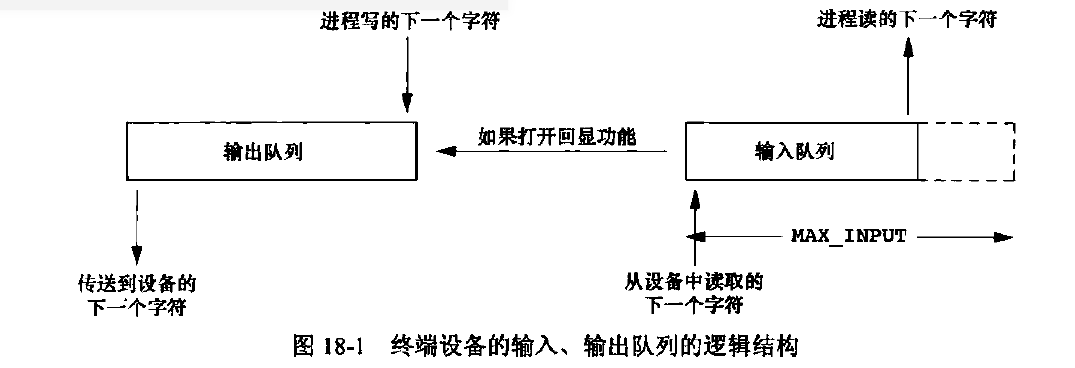 进程写的下一个字符
进程读的下一个字符
输出队列
如果打开回显功能
输入队列
MAX_INPUT
传送到设备的
下一个字符
从设备中读取的
下一个字符
图 18-1 终端设备的输入、输出队列的逻辑结构